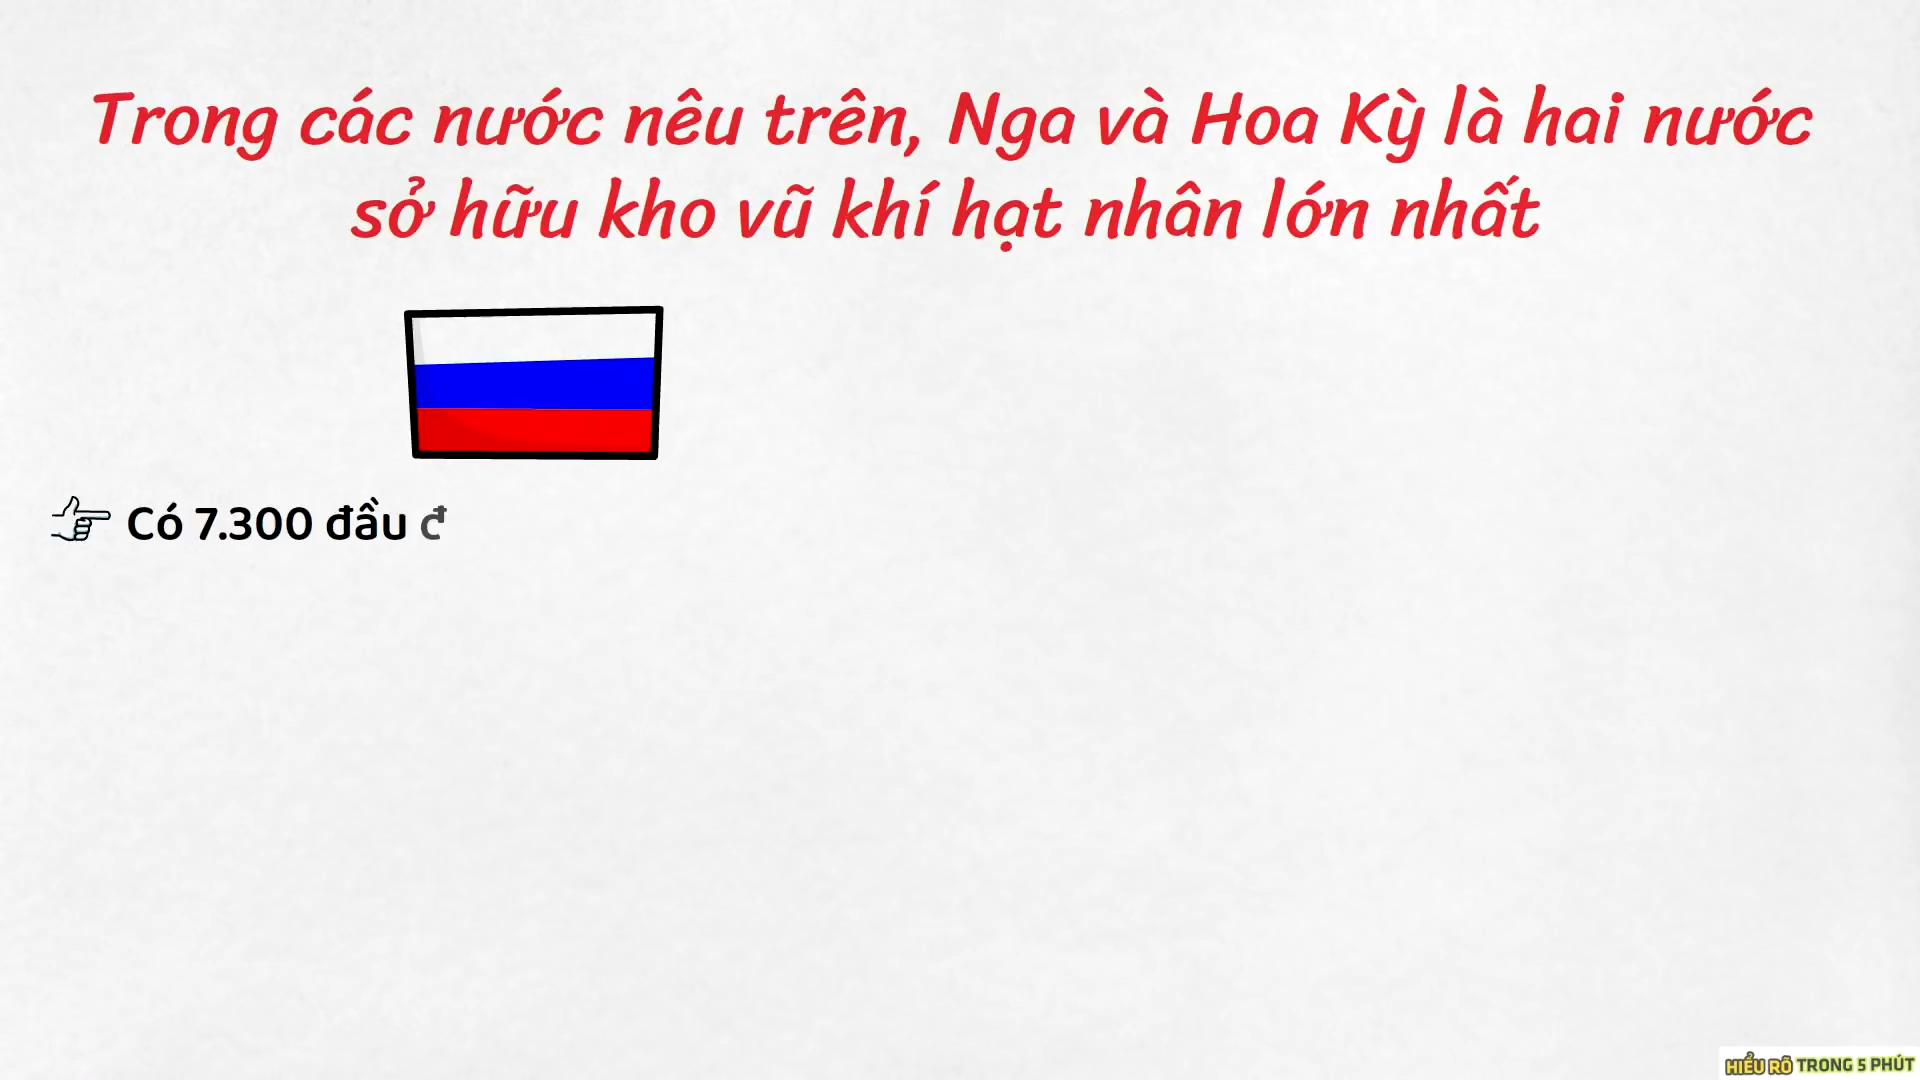 Trong các nước nêu trên, Nga và Hoa Kỳ là hai nước
sở hữu kho vũ khí hạt nhân lớn nhất
Có 7.300 đầu đ
HIỂU RÕ TRONG 5 PHÚT